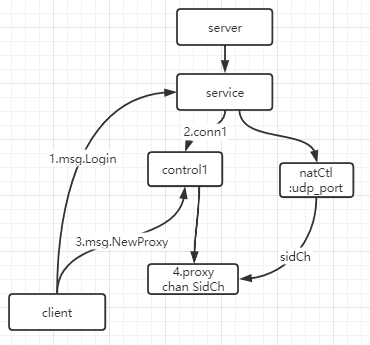 server
service
2.conn1
1.msg.Login
control1
natCtl
:udp_port
3.msg.NewProxy
sidCh
4.proxy
chan SidCh
client